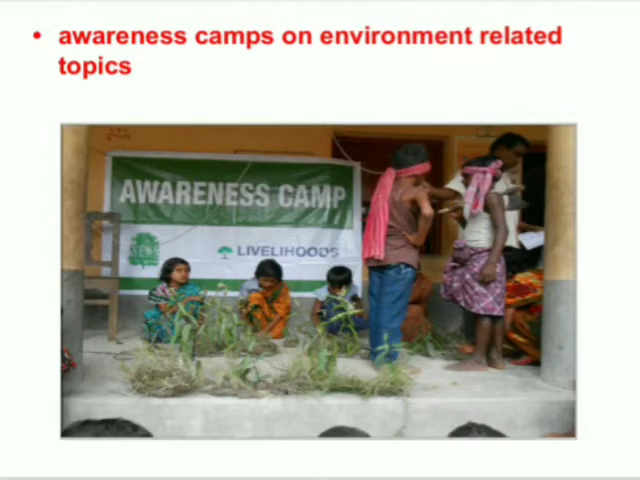 • awareness camps on environment related
topics
AWARENESS CAMP
LIVELIHOODS